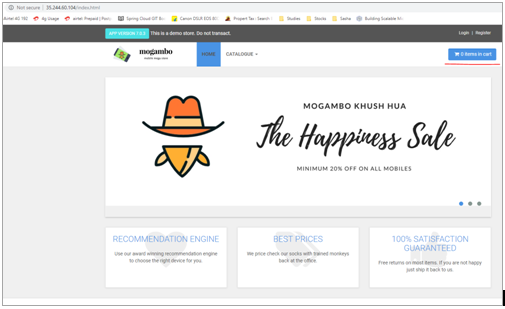 Not secure | 35.244.60.104/index.html
Airtel 4G 192 4g Usage airtel Prepaid | Postp Spring Cloud GIT B Canon DSLR EOS 80 Propert Tax - Search Studies Stocks Sasha Building Scalable M
APP VERSION 1.0.3 This is a demo store. Do not transact.
Login | Register
mogambo
HOME CATALOGUE
0 items in cart
MOGAMBO KHUSH HUA
The Happiness Sale
MINIMUM 20% OFF ON ALL MOBILES
RECOMMENDATION ENGINE
Use our award winning recommendation engine
to choose the right device for you.
BEST PRICES
We price check our socks with trained monkeys
back at the office.
100% SATISFACTION
GUARANTEED
Free returns on most items. If you are not happy
just ship it back to us.